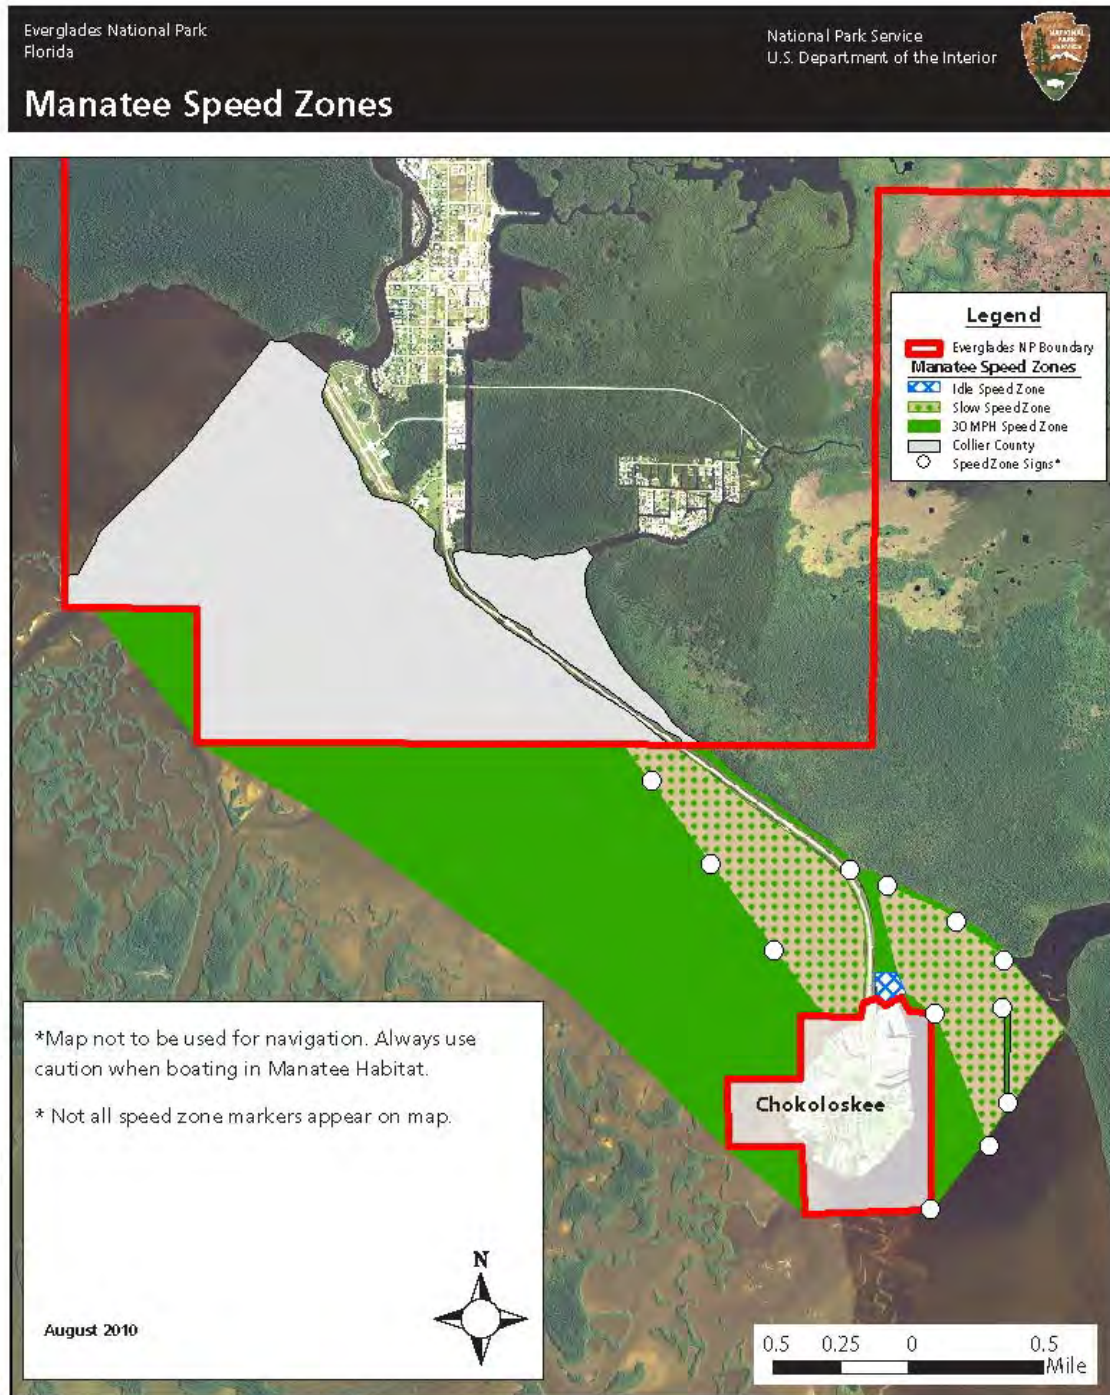 Everglades National Park
Florida
National Park Service
U.S. Department of the Interior
NATIONAL
PARK
SERVICE
Manatee Speed Zones
Legend
Everglades NP Boundary
Manatee Speed Zones
Idle Speed Zone
Slow Speed Zone
30 MPH Speed Zone
Collier County
Speed Zone Signs*
*Map not to be used for navigation. Always use
caution when boating in Manatee Habitat.
* Not all speed zone markers appear on map.
Chokoloskee
N
August 2010
0.5 0.25 0 0.5
Mile